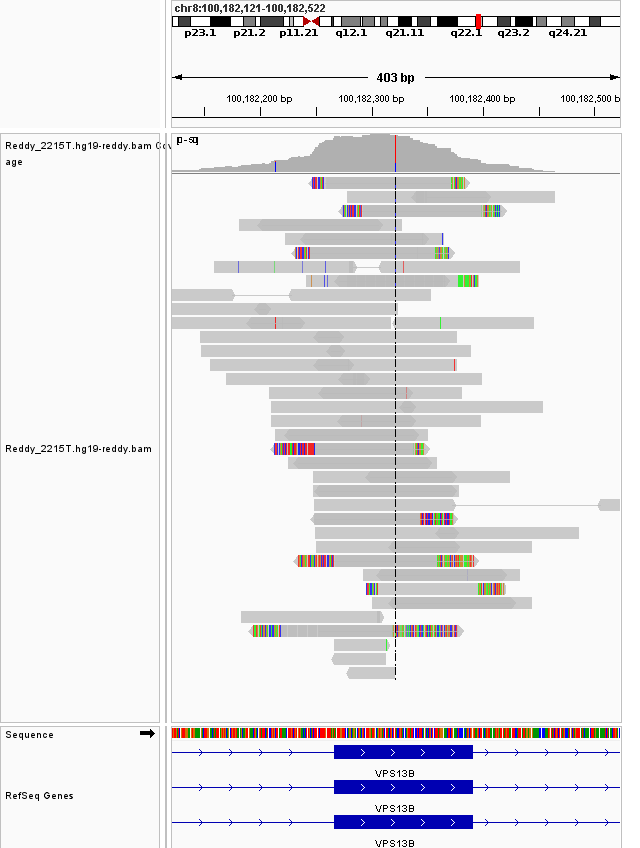 chr8:100,182,121-100,182,522
p23.1 p21.2 p11.21 q12.1 q21.11 q22.1 q23.2 q24.21
403 bp
100,182,200 bp 100,182,300 bp 100,182,400 bp 100,182,500 b
Reddy_2215T.hg19-reddy.bam Cov
age
Reddy_2215T.hg19-reddy.bam
Sequence
VPS13B
RefSeq Genes
VPS13B
VPS13B